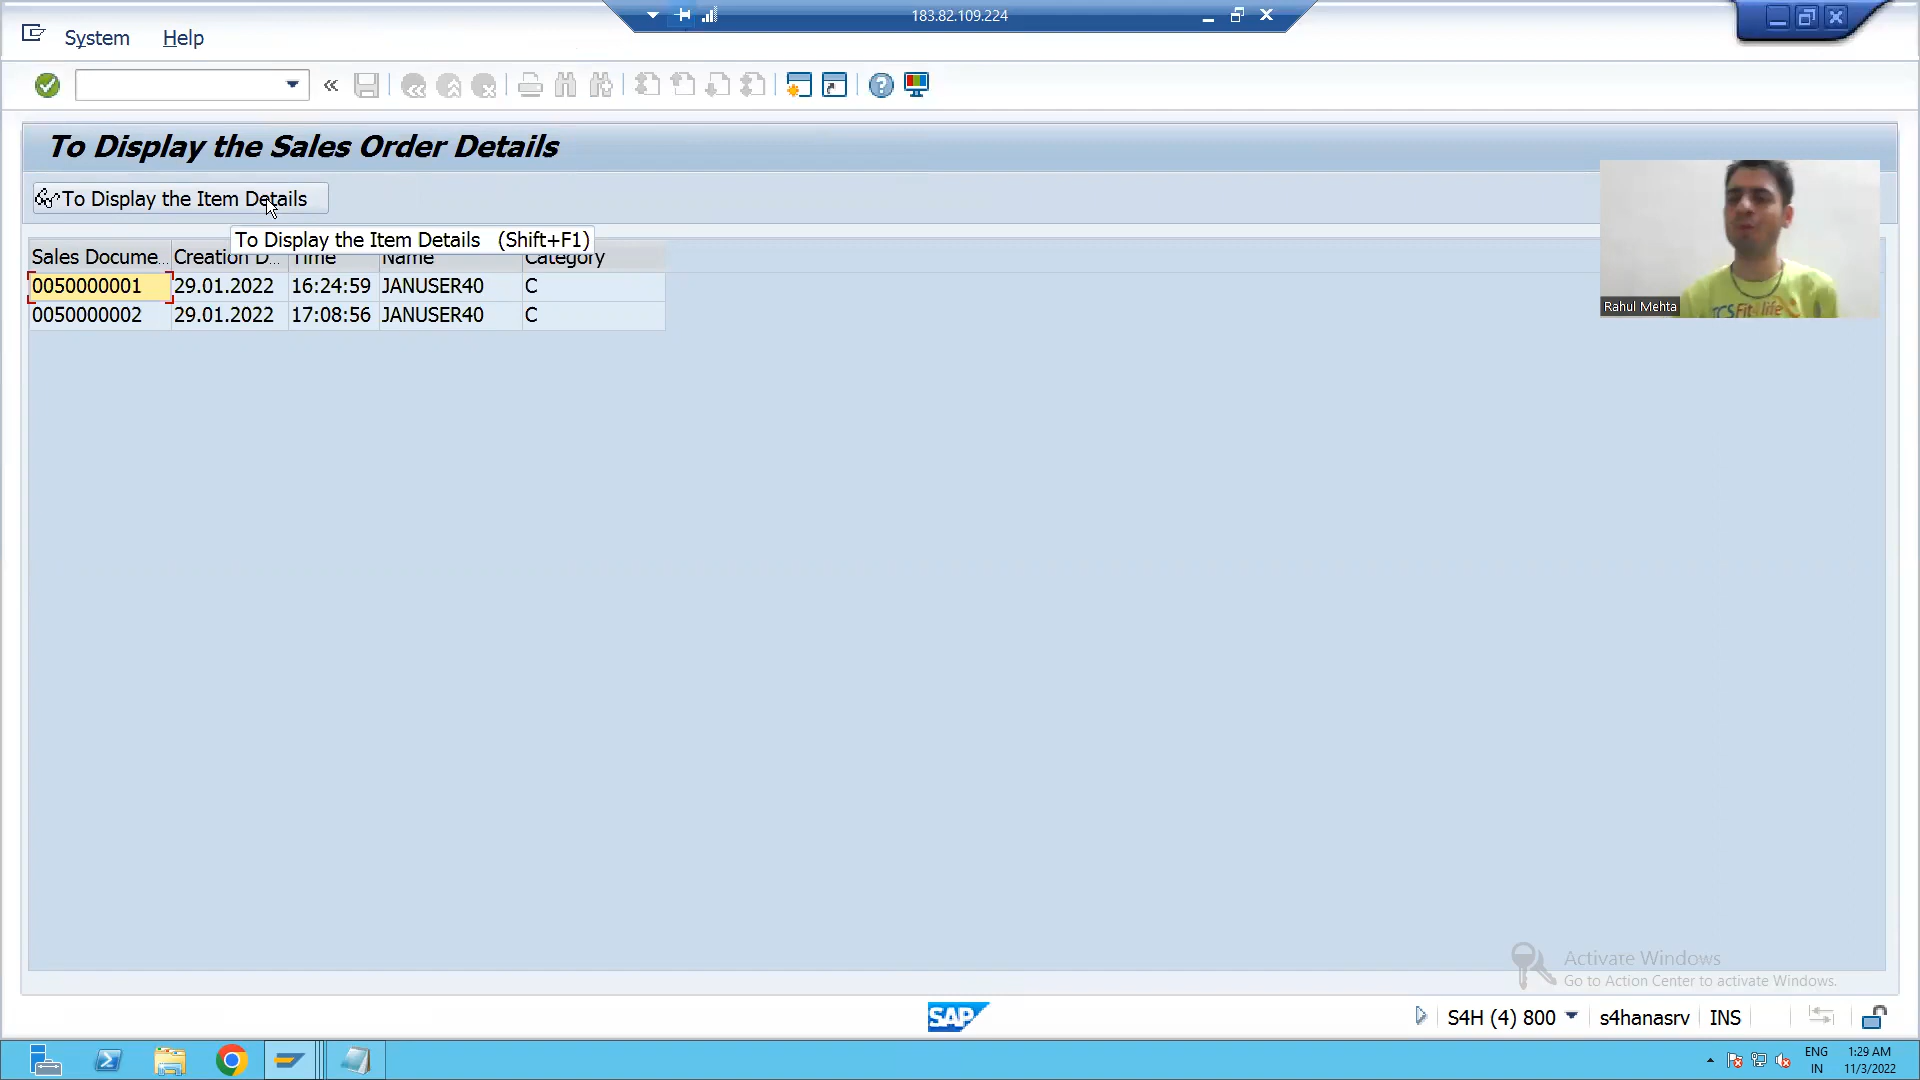 183.82.109.224
System Help
To Display the Sales Order Details
To Display the Item Details
To Display the Item Details (Shift+F1)
Sales Docume... Creation D... Time Name Category
0050000001 29.01.2022 16:24:59 JANUSER40 C
0050000002 29.01.2022 17:08:56 JANUSER40 C
TCS Fit4life
Rahul Mehta
Activate Windows
Go to Action Center to activate Windows.
SAP
S4H (4) 800 s4hanasrv INS
ENG 1:29 AM
IN 11/3/2022